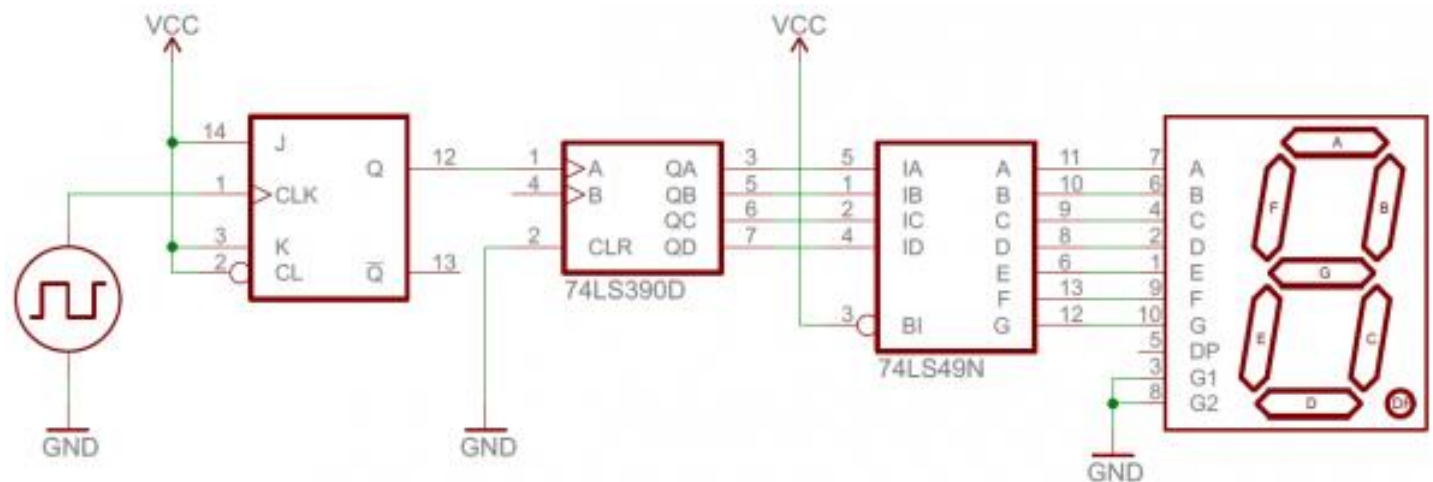 VCC
VCC
14 J
Q 12
1 CLK
3 K
2 CL
Q 13
GND
1 A QA 3
4 B QB 5
QC 6
2 CLR QD 7
74LS390D
GND
5 IA A 11
1 IB B 10
2 IC C 9
4 ID D 8
E 6
F 13
3 BI G 12
74LS49N
7 A
6 B
4 C
2 D
1 E
9 F
10 G
5 DP
3 G1
8 G2
A
F B
G
E C
D
GND